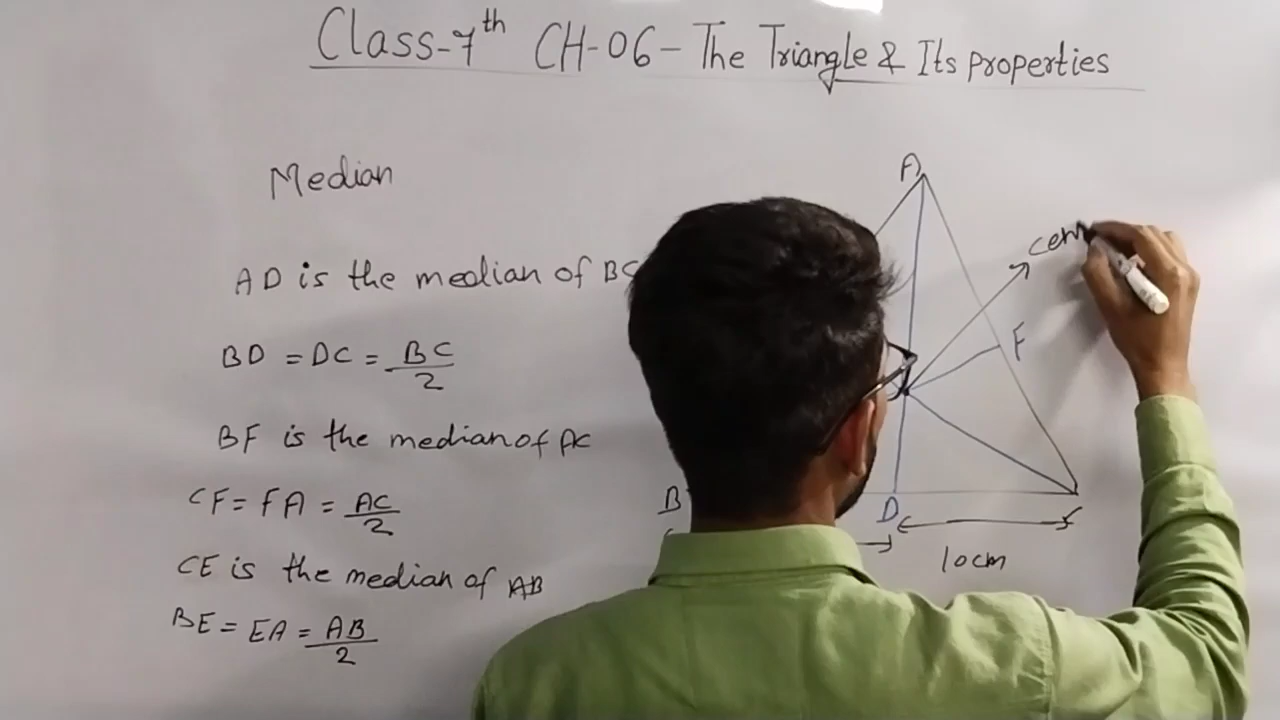 Class-7th CH-06- The Triangle & Its properties
Median
A
AD is the median of BC
cen
BD = DC = BC/2
F
BF is the median of AC
CF = FA = AC/2
B
D
10cm
CE is the median of AB
BE = EA = AB/2